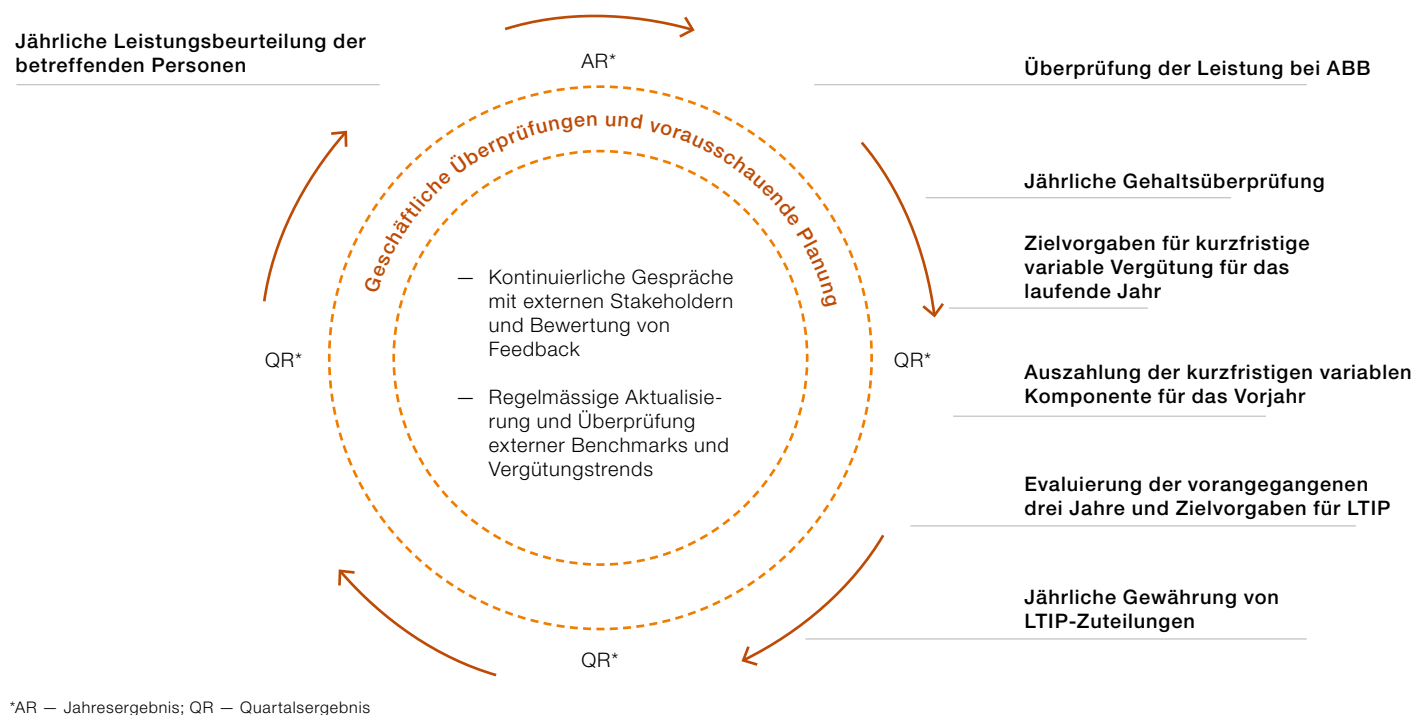 Jährliche Leistungsbeurteilung der
betreffenden Personen
AR*
Überprüfung der Leistung bei ABB
Geschäftliche Überprüfungen und vorausschauende Planung
Jährliche Gehaltsüberprüfung
Zielvorgaben für kurzfristige
variable Vergütung für das
laufende Jahr
— Kontinuierliche Gespräche
mit externen Stakeholdern
und Bewertung von
Feedback
QR*
QR*
Auszahlung der kurzfristigen variablen
Komponente für das Vorjahr
— Regelmässige Aktualisie-
rung und Überprüfung
externer Benchmarks und
Vergütungstrends
Evaluierung der vorangegangenen
drei Jahre und Zielvorgaben für LTIP
Jährliche Gewährung von
LTIP-Zuteilungen
QR*
*AR — Jahresergebnis; QR — Quartalsergebnis